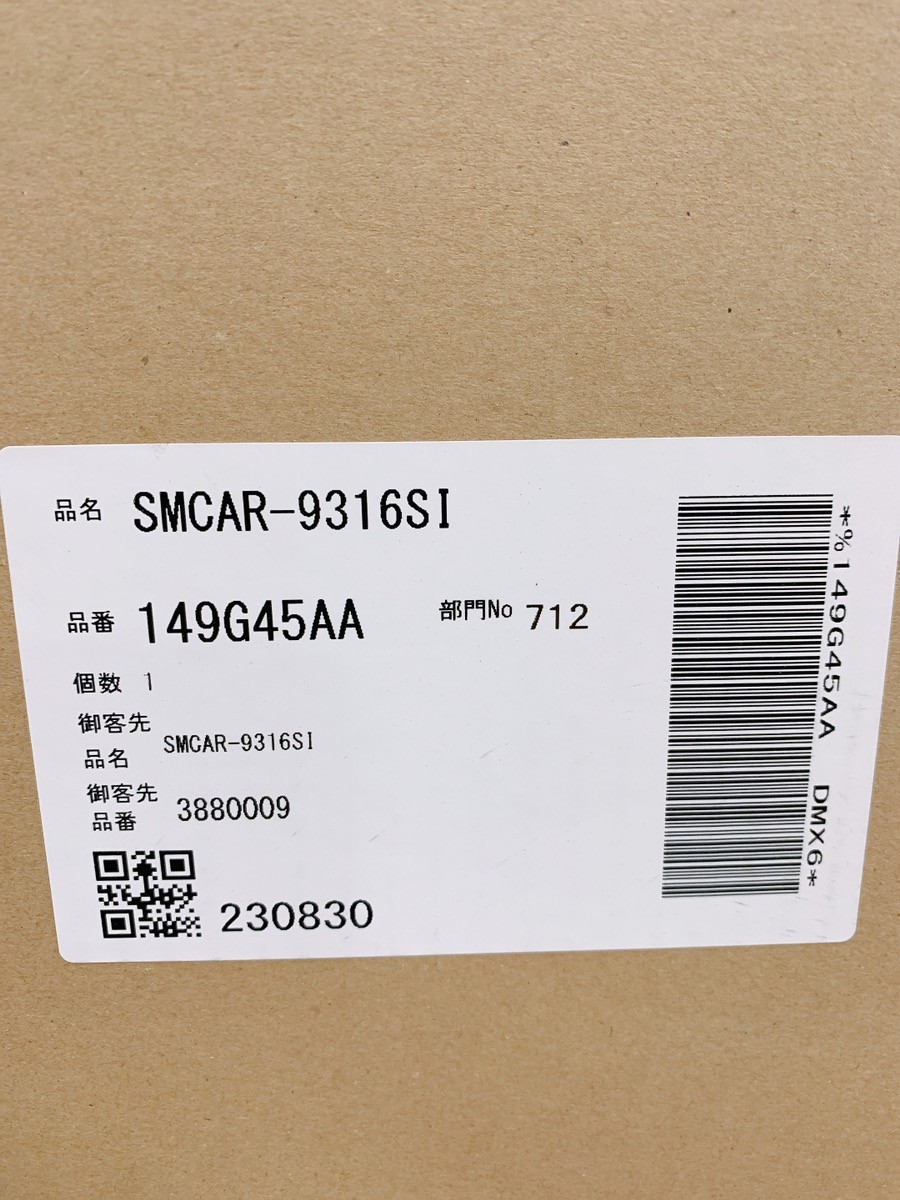 品名 SMCAR-9316SI
品番 149G45AA 部門No 712
個数 1
御客先
品名 SMCAR-9316SI
御客先
品番 3880009
230830
*%149G45AA DMX6*